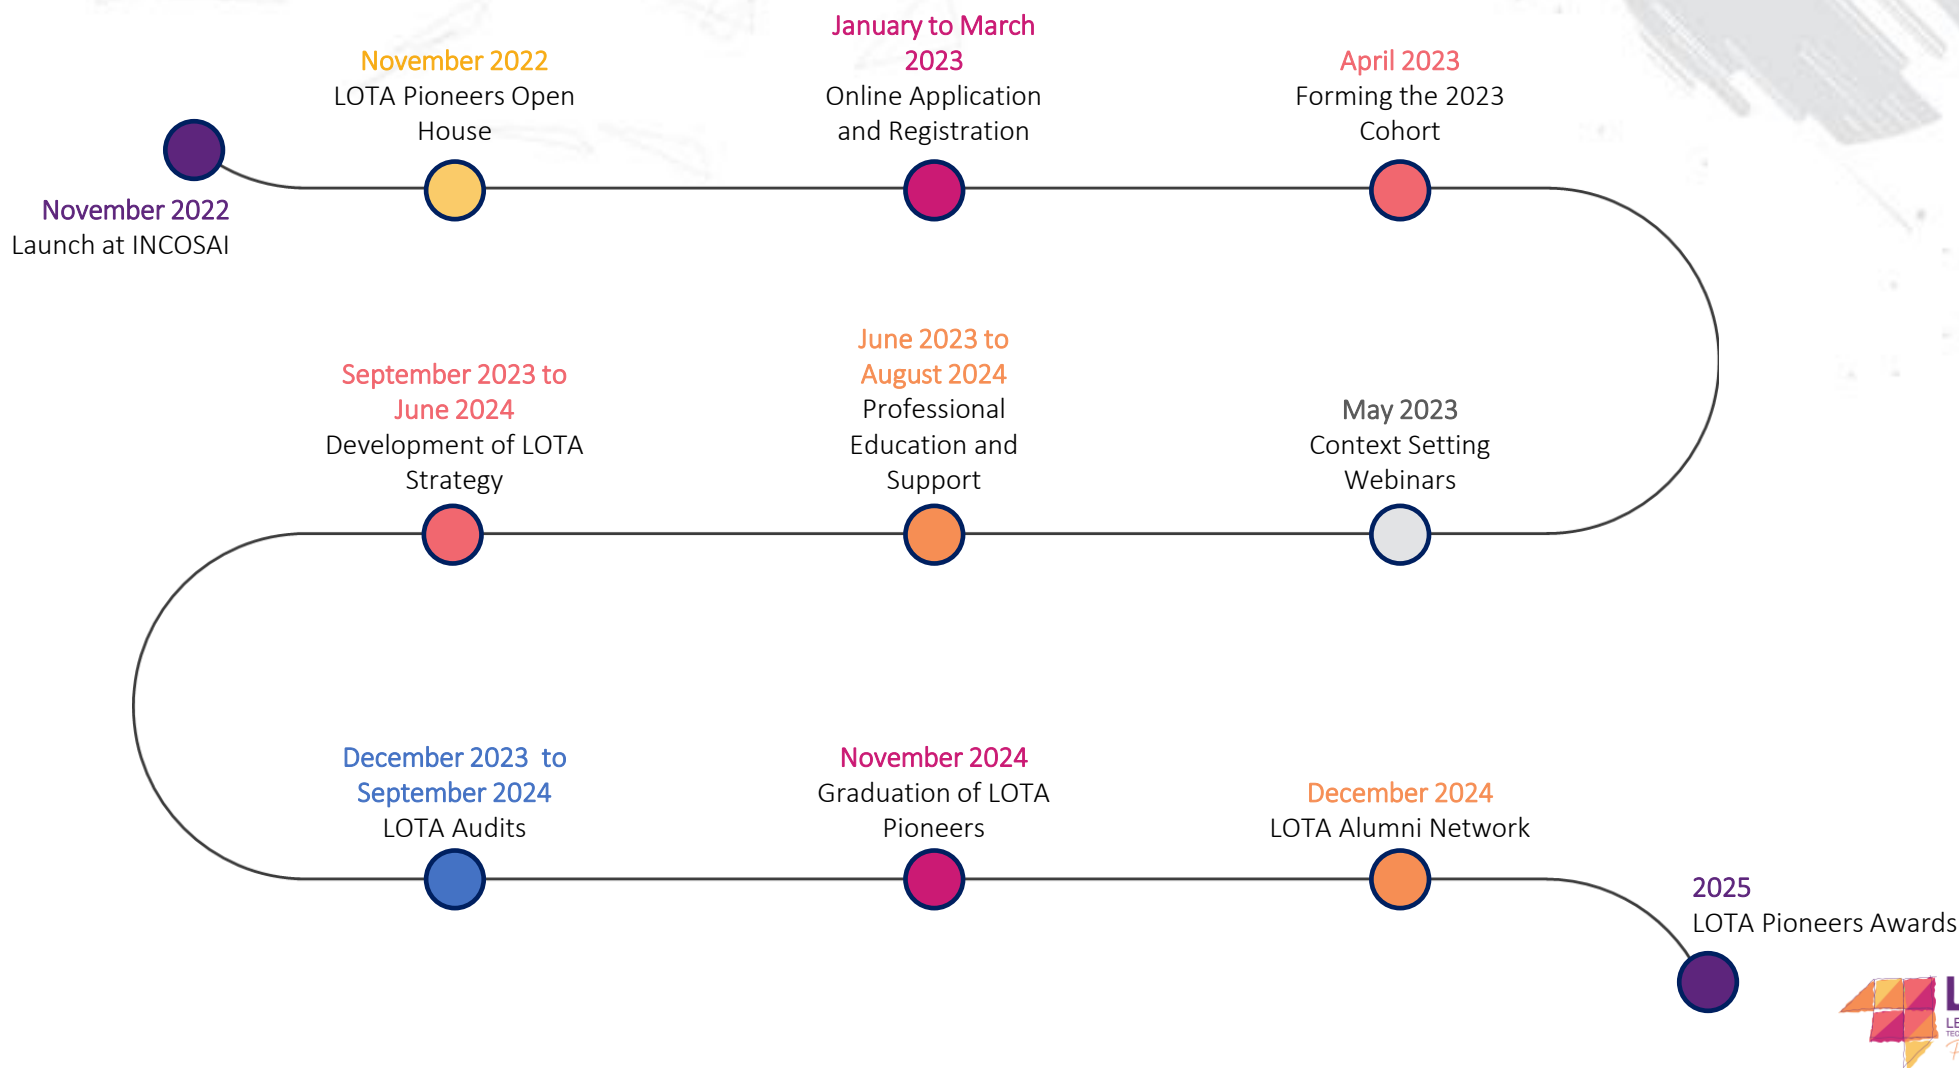 November 2022
Launch at INCOSAI
November 2022
LOTA Pioneers Open
House
January to March
2023
Online Application
and Registration
April 2023
Forming the 2023
Cohort
May 2023
Context Setting
Webinars
June 2023 to
August 2024
Professional
Education and
Support
September 2023 to
June 2024
Development of LOTA
Strategy
December 2023 to
September 2024
LOTA Audits
November 2024
Graduation of LOTA
Pioneers
December 2024
LOTA Alumni Network
2025
LOTA Pioneers Awards